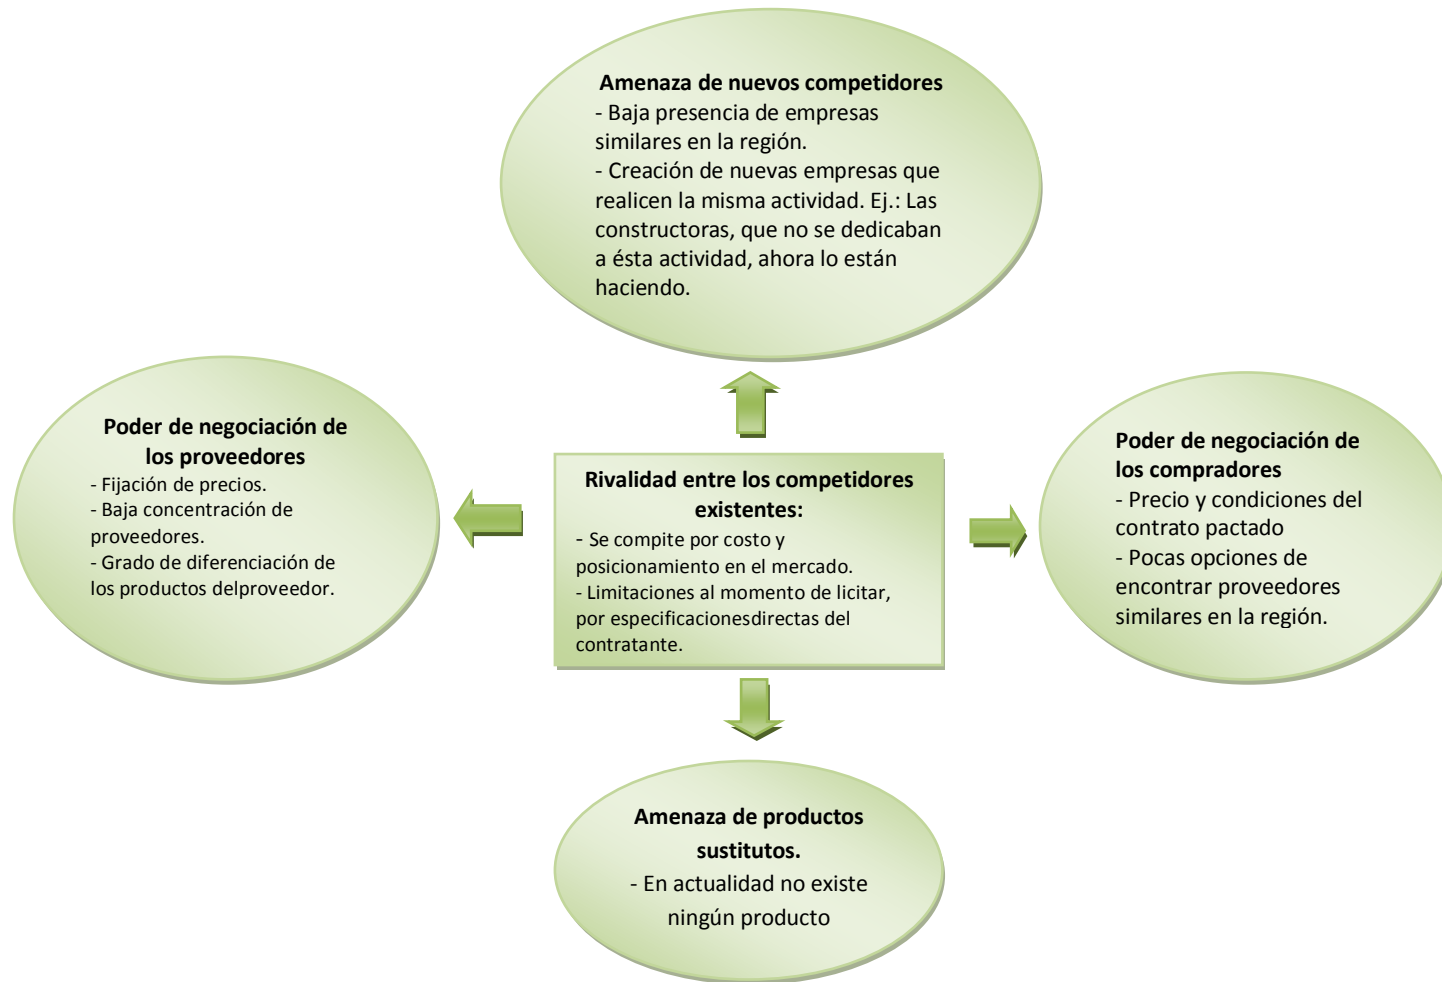 Amenaza de nuevos competidores
- Baja presencia de empresas
similares en la región.
- Creación de nuevas empresas que
realicen la misma actividad. Ej.: Las
constructoras, que no se dedicaban
a ésta actividad, ahora lo están
haciendo.
Poder de negociación de
los proveedores
- Fijación de precios.
- Baja concentración de
proveedores.
- Grado de diferenciación de
los productos delproveedor.
Rivalidad entre los competidores
existentes:
- Se compite por costo y
posicionamiento en el mercado.
- Limitaciones al momento de licitar,
por especificacionesdirectas del
contratante.
Poder de negociación de
los compradores
- Precio y condiciones del
contrato pactado
- Pocas opciones de
encontrar proveedores
similares en la región.
Amenaza de productos
sustitutos.
- En actualidad no existe
ningún producto